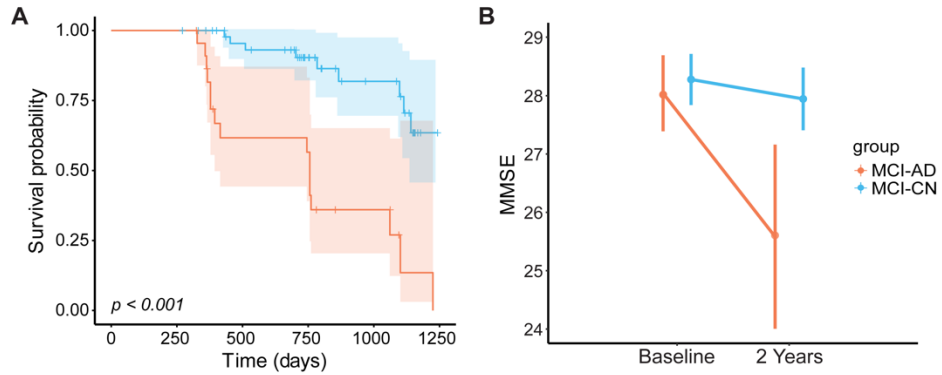 A
Survival probability
1.00
0.75
0.50
0.25
0.00
p < 0.001
0 250 500 750 1000 1250
Time (days)
B
MMSE
29
28
27
26
25
24
Baseline 2 Years
group
MCI-AD
MCI-CN